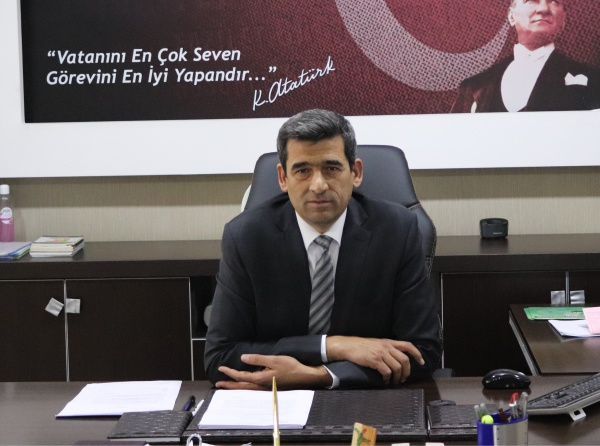 “Vatanını En Çok Seven
Görevini En İyi Yapandır...”
K. Atatürk